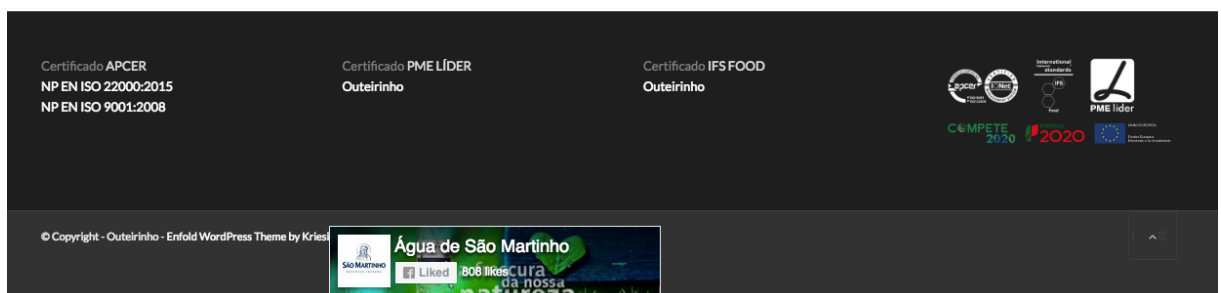 Certificado APCER
NP EN ISO 22000:2015
NP EN ISO 9001:2008
Certificado PME LÍDER
Outeirinho
Certificado IFS FOOD
Outeirinho
apcer
IQNet
International
standards
IFS
Food
PME líder
COMPETE
2020
2020
© Copyright - Outeirinho - Enfold WordPress Theme by Kriesi
SÃO MARTINHO
Água de São Martinho
Liked
808 likes
frescura
da nossa
natureza